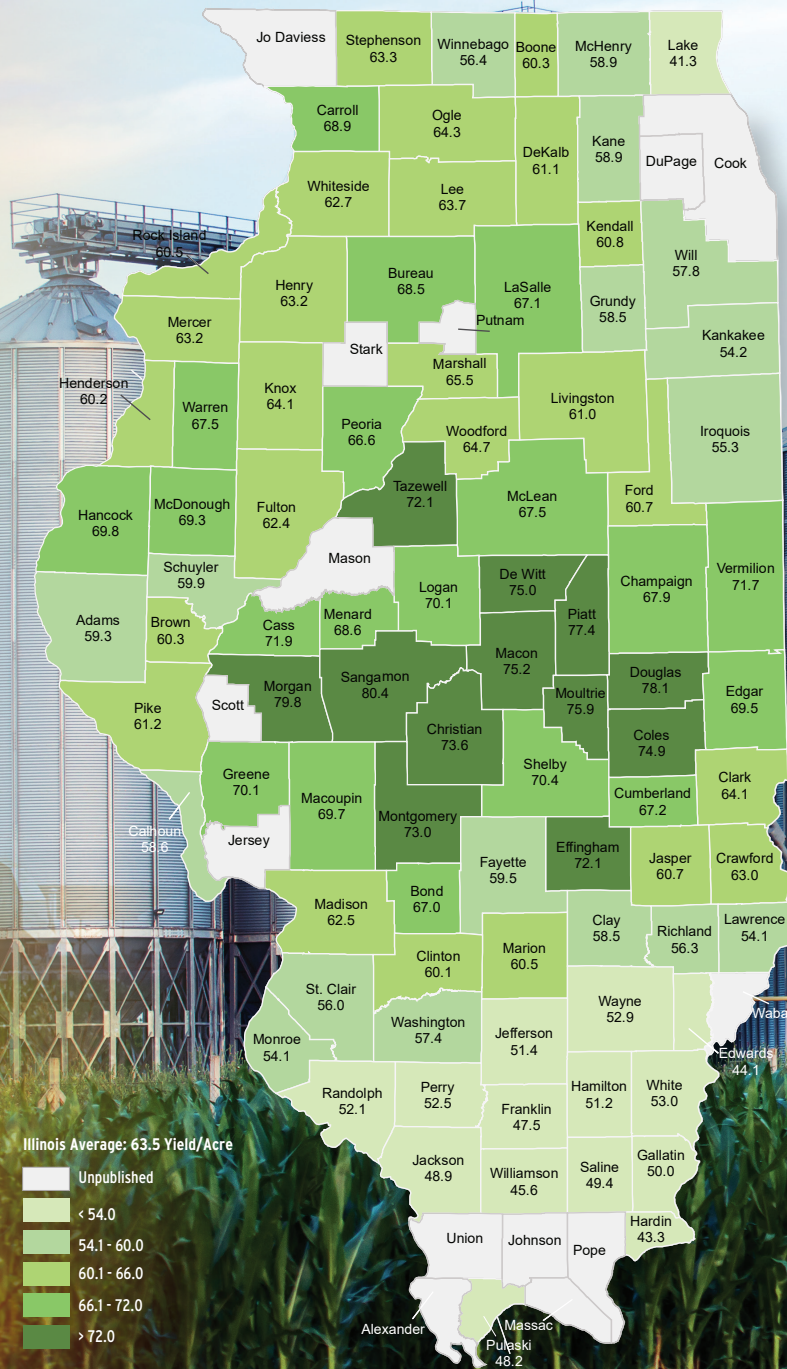 Jo Daviess
Stephenson
63.3
Winnebago
56.4
Boone
60.3
McHenry
58.9
Lake
41.3
Carroll
68.9
Ogle
64.3
DeKalb
61.1
Kane
58.9
DuPage
Cook
Whiteside
62.7
Lee
63.7
Kendall
60.8
Rock Island
60.5
Henry
63.2
Bureau
68.5
LaSalle
67.1
Will
57.8
Grundy
58.5
Mercer
63.2
Putnam
Kankakee
54.2
Stark
Marshall
65.5
Henderson
60.2
Warren
67.5
Knox
64.1
Livingston
61.0
Peoria
66.6
Woodford
64.7
Iroquois
55.3
Hancock
69.8
McDonough
69.3
Fulton
62.4
Tazewell
72.1
McLean
67.5
Ford
60.7
Mason
Schuyler
59.9
Logan
70.1
De Witt
75.0
Champaign
67.9
Vermilion
71.7
Adams
59.3
Brown
60.3
Cass
71.9
Menard
68.6
Piatt
77.4
Macon
75.2
Morgan
79.8
Sangamon
80.4
Moultrie
75.9
Douglas
78.1
Edgar
69.5
Pike
61.2
Scott
Christian
73.6
Coles
74.9
Greene
70.1
Macoupin
69.7
Shelby
70.4
Clark
64.1
Cumberland
67.2
Montgomery
73.0
Calhoun
58.6
Jersey
Fayette
59.5
Effingham
72.1
Jasper
60.7
Crawford
63.0
Madison
62.5
Bond
67.0
Clay
58.5
Richland
56.3
Lawrence
54.1
Clinton
60.1
Marion
60.5
St. Clair
56.0
Wayne
52.9
Waba
Washington
57.4
Jefferson
51.4
Edwards
44.1
Monroe
54.1
Randolph
52.1
Perry
52.5
Hamilton
51.2
White
53.0
Franklin
47.5
Jackson
48.9
Williamson
45.6
Saline
49.4
Gallatin
50.0
Hardin
43.3
Union
Johnson
Pope
Alexander
Massac
Pulaski
48.2
Illinois Average: 63.5 Yield/Acre
Unpublished
< 54.0
54.1 - 60.0
60.1 - 66.0
66.1 - 72.0
> 72.0